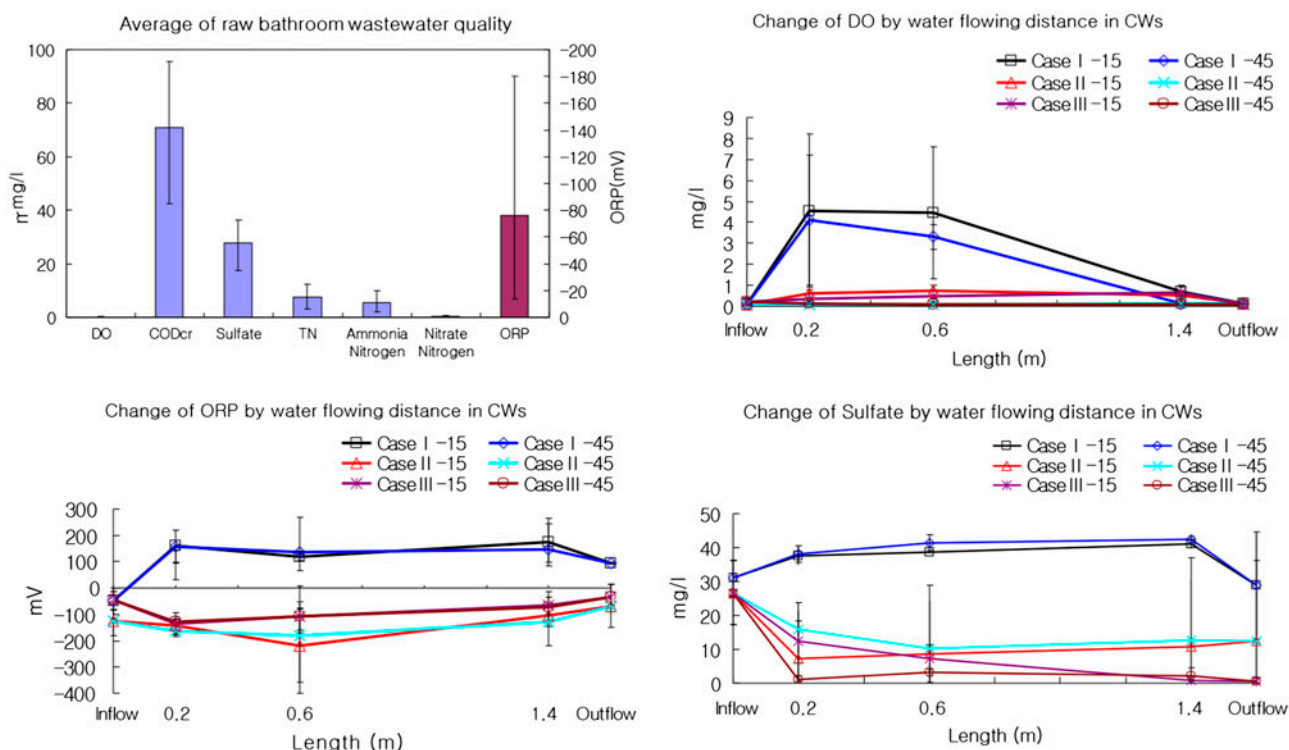 Average of raw bathroom wastewater quality
100
80
60
40
20
0
mg/l
-200
-180
-160
-140
-120
-100
-80
-60
-40
-20
0
ORP(mV)
DO CODcr Sulfate TN Ammonia Nitrogen Nitrate Nitrogen ORP
Change of DO by water flowing distance in CWs
Case Ⅰ-15 Case Ⅰ-45
Case Ⅱ-15 Case Ⅱ-45
Case Ⅲ-15 Case Ⅲ-45
9
8
7
6
5
4
3
2
1
0
mg/l
Inflow 0.2 0.6 1.4 Outflow
Length (m)
Change of ORP by water flowing distance in CWs
Case Ⅰ-15 Case Ⅰ-45
Case Ⅱ-15 Case Ⅱ-45
Case Ⅲ-15 Case Ⅲ-45
300
200
100
0
-100
-200
-300
-400
mV
Inflow 0.2 0.6 1.4 Outflow
Length (m)
Change of Sulfate by water flowing distance in CWs
Case Ⅰ-15 Case Ⅰ-45
Case Ⅱ-15 Case Ⅱ-45
Case Ⅲ-15 Case Ⅲ-45
50
40
30
20
10
0
mg/l
Inflow 0.2 0.6 1.4 Outflow
Length (m)